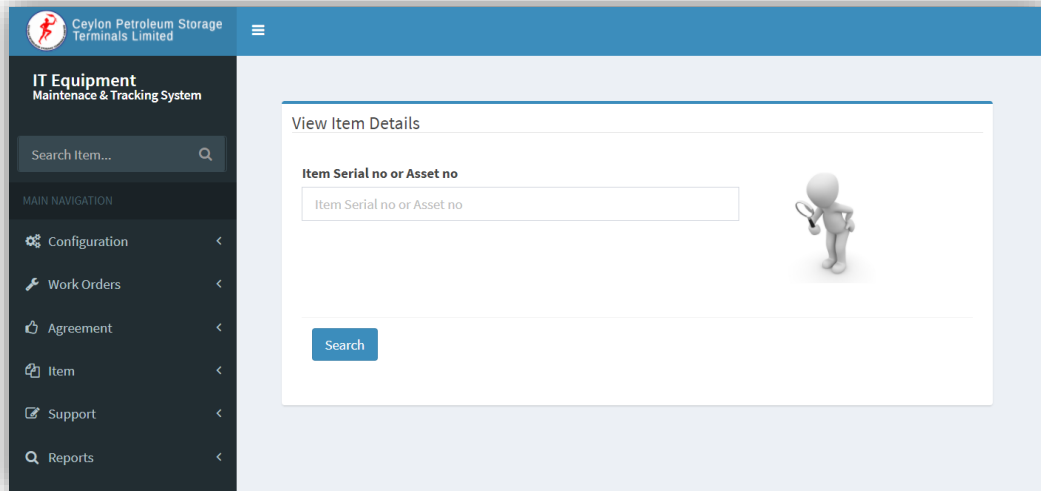 Ceylon Petroleum Storage
Terminals Limited
IT Equipment
Maintenace & Tracking System
Search Item...
MAIN NAVIGATION
Configuration
Work Orders
Agreement
Item
Support
Reports
View Item Details
Item Serial no or Asset no
Item Serial no or Asset no
Search